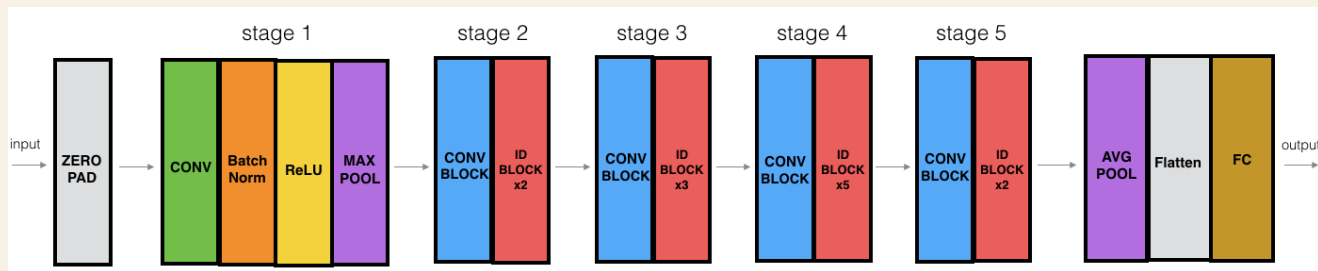 stage 1
stage 2
stage 3
stage 4
stage 5
input
ZERO
PAD
CONV
Batch
Norm
ReLU
MAX
POOL
CONV
BLOCK
ID
BLOCK
x2
CONV
BLOCK
ID
BLOCK
x3
CONV
BLOCK
ID
BLOCK
x5
CONV
BLOCK
ID
BLOCK
x2
AVG
POOL
Flatten
FC
output